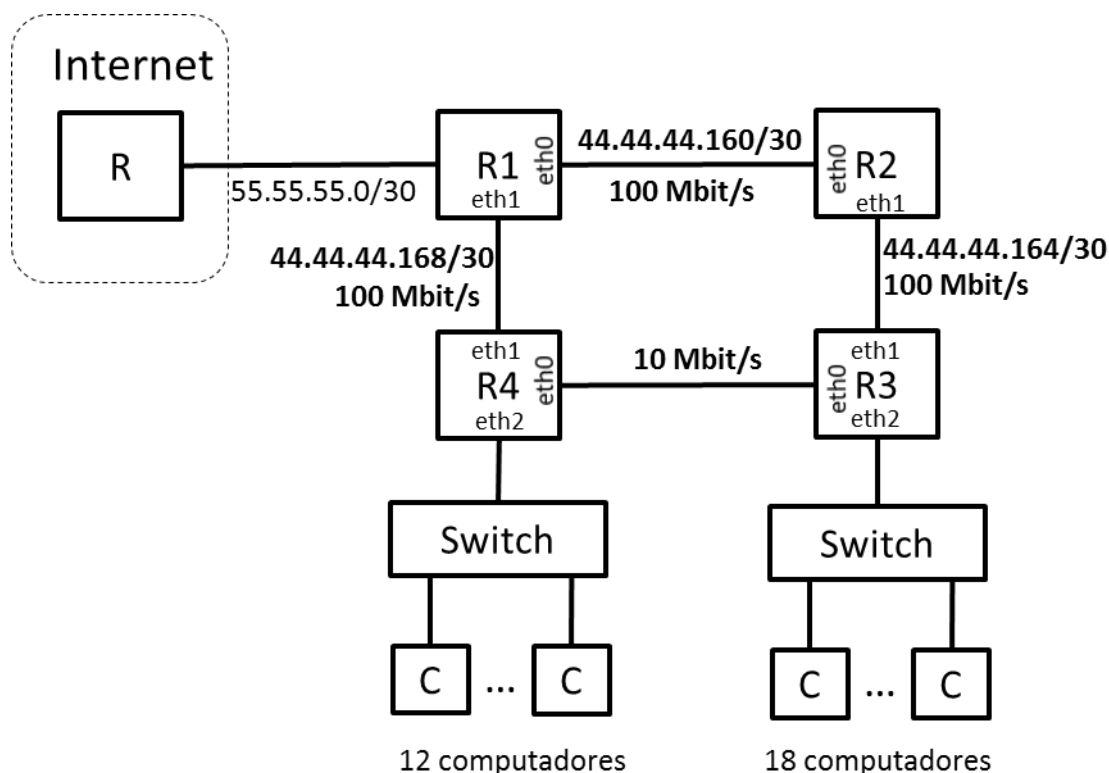 Internet
R
55.55.55.0/30
R1
eth0
eth1
44.44.44.160/30
100 Mbit/s
eth0
R2
eth1
44.44.44.168/30
100 Mbit/s
44.44.44.164/30
100 Mbit/s
eth1
R4
eth0
eth2
10 Mbit/s
eth1
eth0
R3
eth2
Switch
Switch
C ... C
C ... C
12 computadores
18 computadores